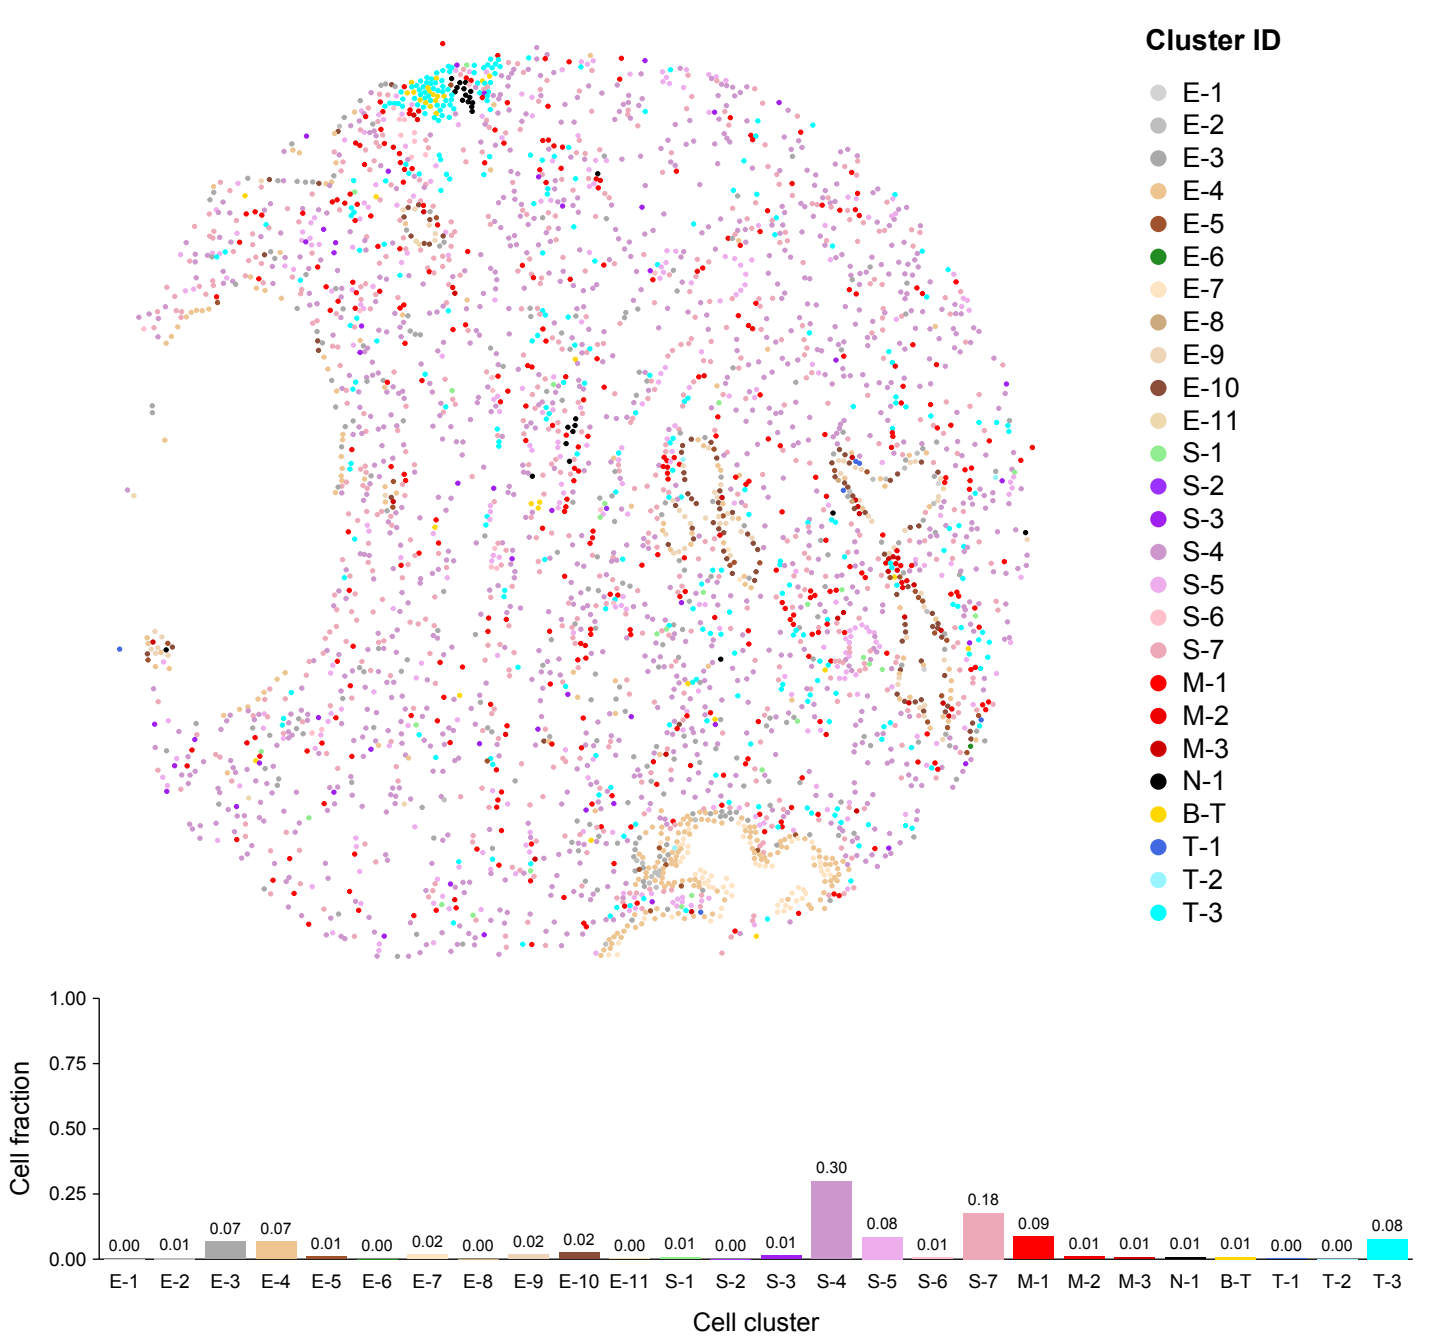 Cluster ID
E-1
E-2
E-3
E-4
E-5
E-6
E-7
E-8
E-9
E-10
E-11
S-1
S-2
S-3
S-4
S-5
S-6
S-7
M-1
M-2
M-3
N-1
B-T
T-1
T-2
T-3
1.00
0.75
0.50
0.25
0.00
Cell fraction
0.00 0.01 0.07 0.07 0.01 0.00 0.02 0.00 0.02 0.02 0.00 0.01 0.00 0.01 0.30 0.08 0.01 0.18 0.09 0.01 0.01 0.01 0.01 0.00 0.00 0.08
E-1 E-2 E-3 E-4 E-5 E-6 E-7 E-8 E-9 E-10 E-11 S-1 S-2 S-3 S-4 S-5 S-6 S-7 M-1 M-2 M-3 N-1 B-T T-1 T-2 T-3
Cell cluster